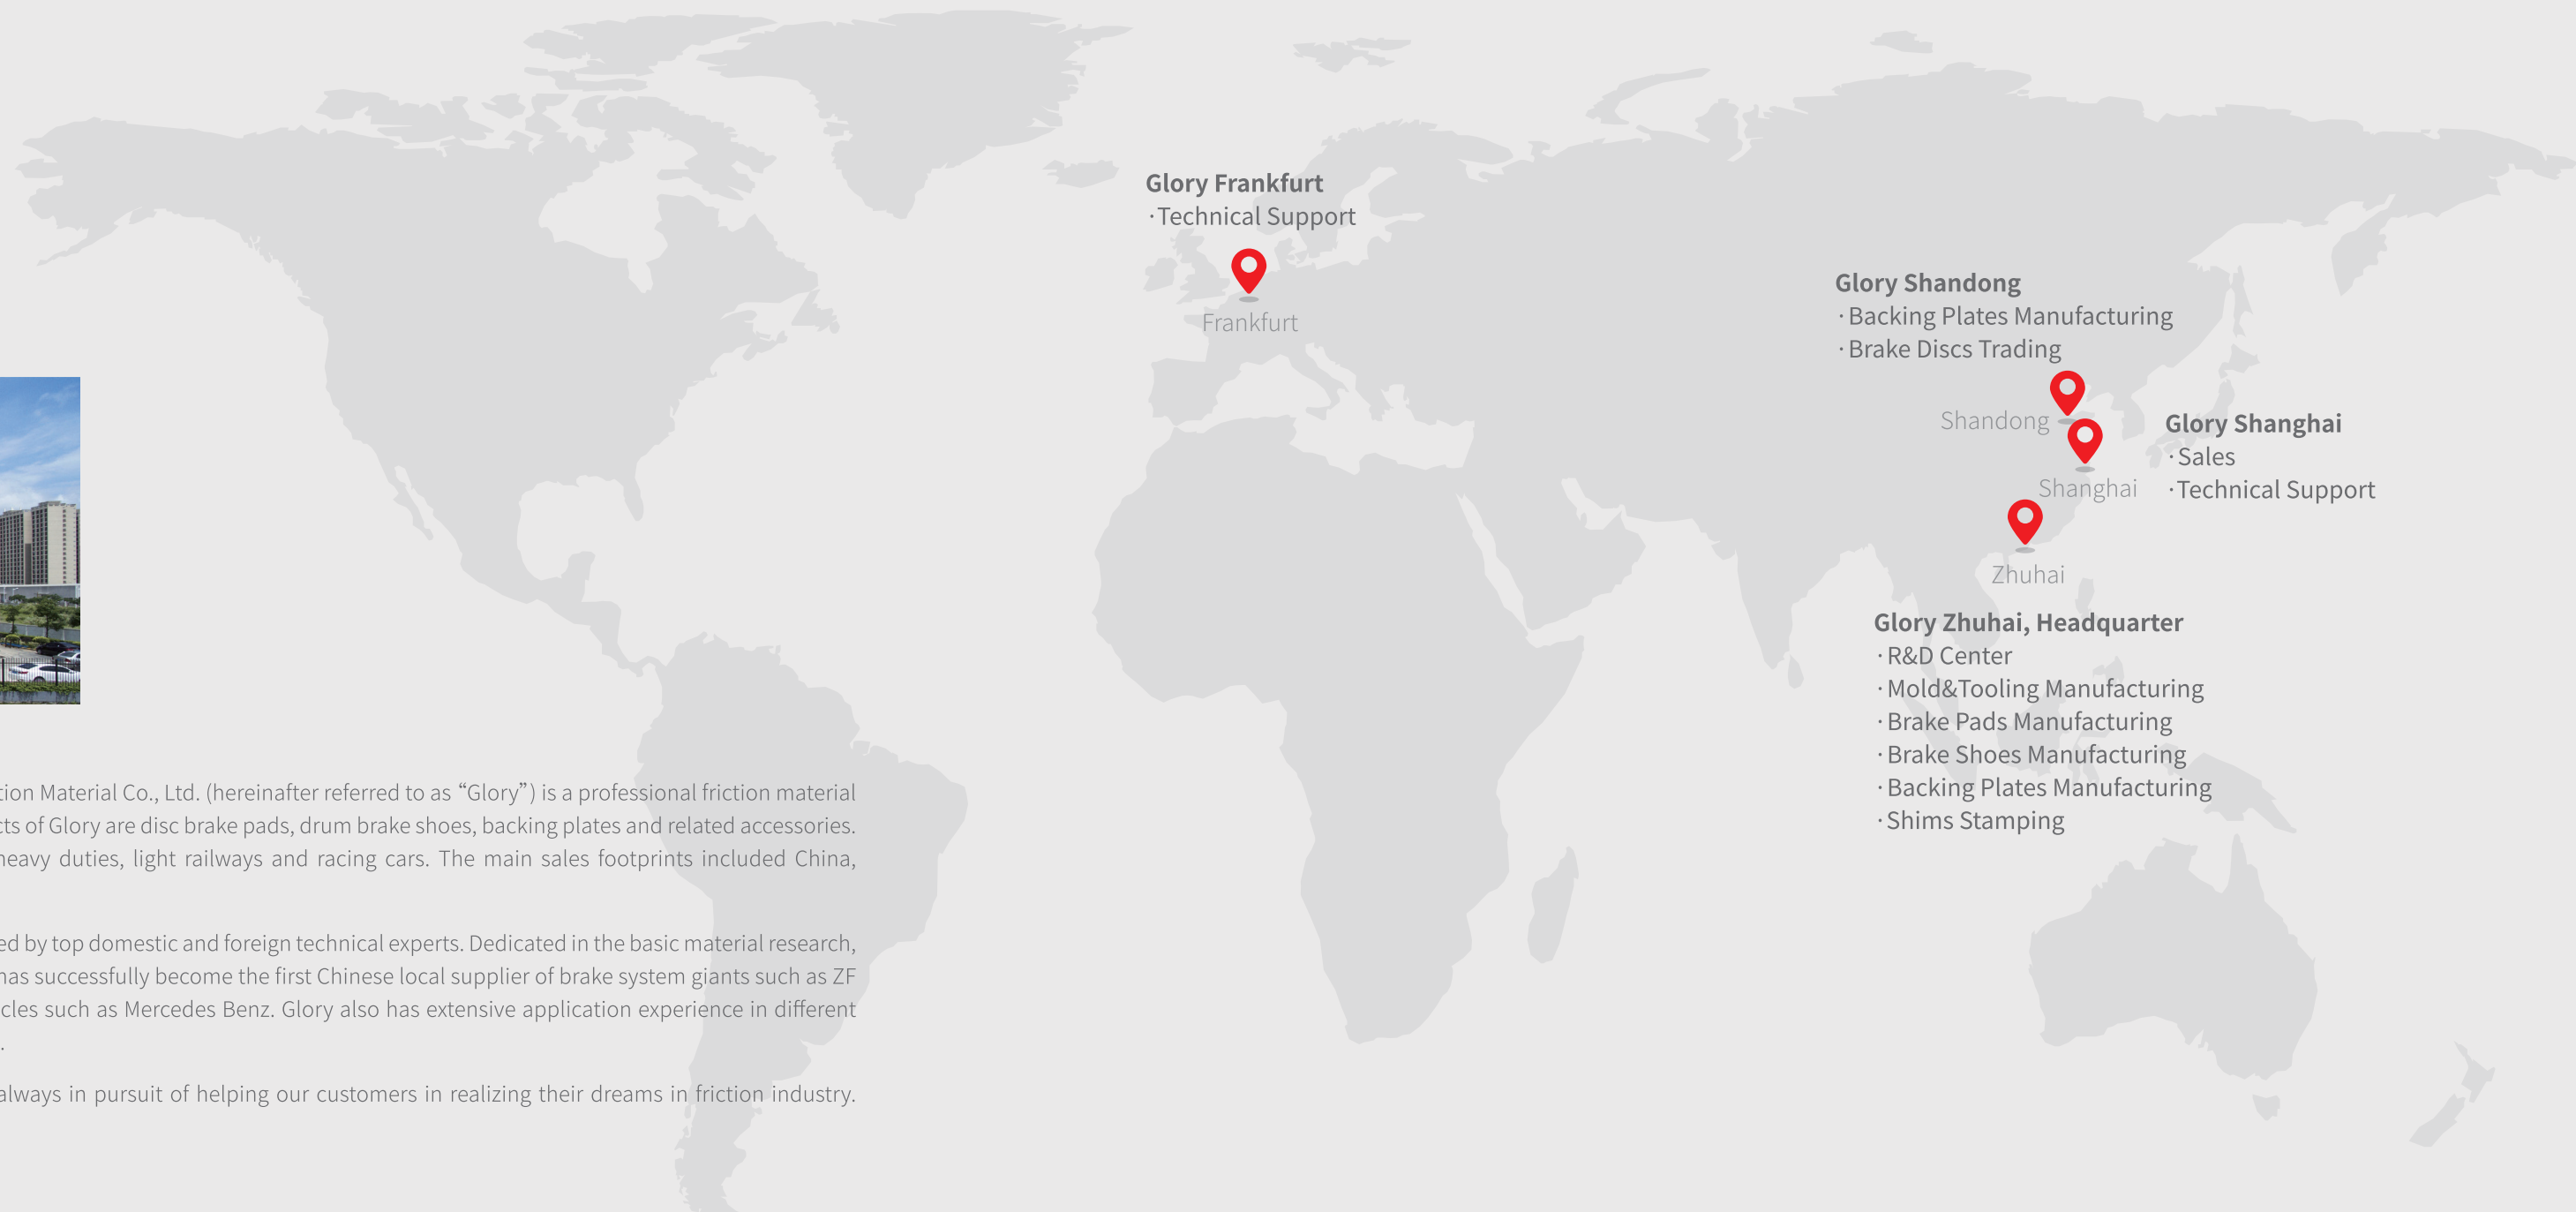 Glory Frankfurt
·Technical Support
Frankfurt
Glory Shandong
·Backing Plates Manufacturing
·Brake Discs Trading
Shandong
Glory Shanghai
·Sales
·Technical Support
Shanghai
Zhuhai
Glory Zhuhai, Headquarter
·R&D Center
·Mold&Tooling Manufacturing
·Brake Pads Manufacturing
·Brake Shoes Manufacturing
·Backing Plates Manufacturing
·Shims Stamping
tion Material Co., Ltd. (hereinafter referred to as “Glory”) is a professional friction material
cts of Glory are disc brake pads, drum brake shoes, backing plates and related accessories.
heavy duties, light railways and racing cars. The main sales footprints included China,
ed by top domestic and foreign technical experts. Dedicated in the basic material research,
has successfully become the first Chinese local supplier of brake system giants such as ZF
cles such as Mercedes Benz. Glory also has extensive application experience in different
.
always in pursuit of helping our customers in realizing their dreams in friction industry.